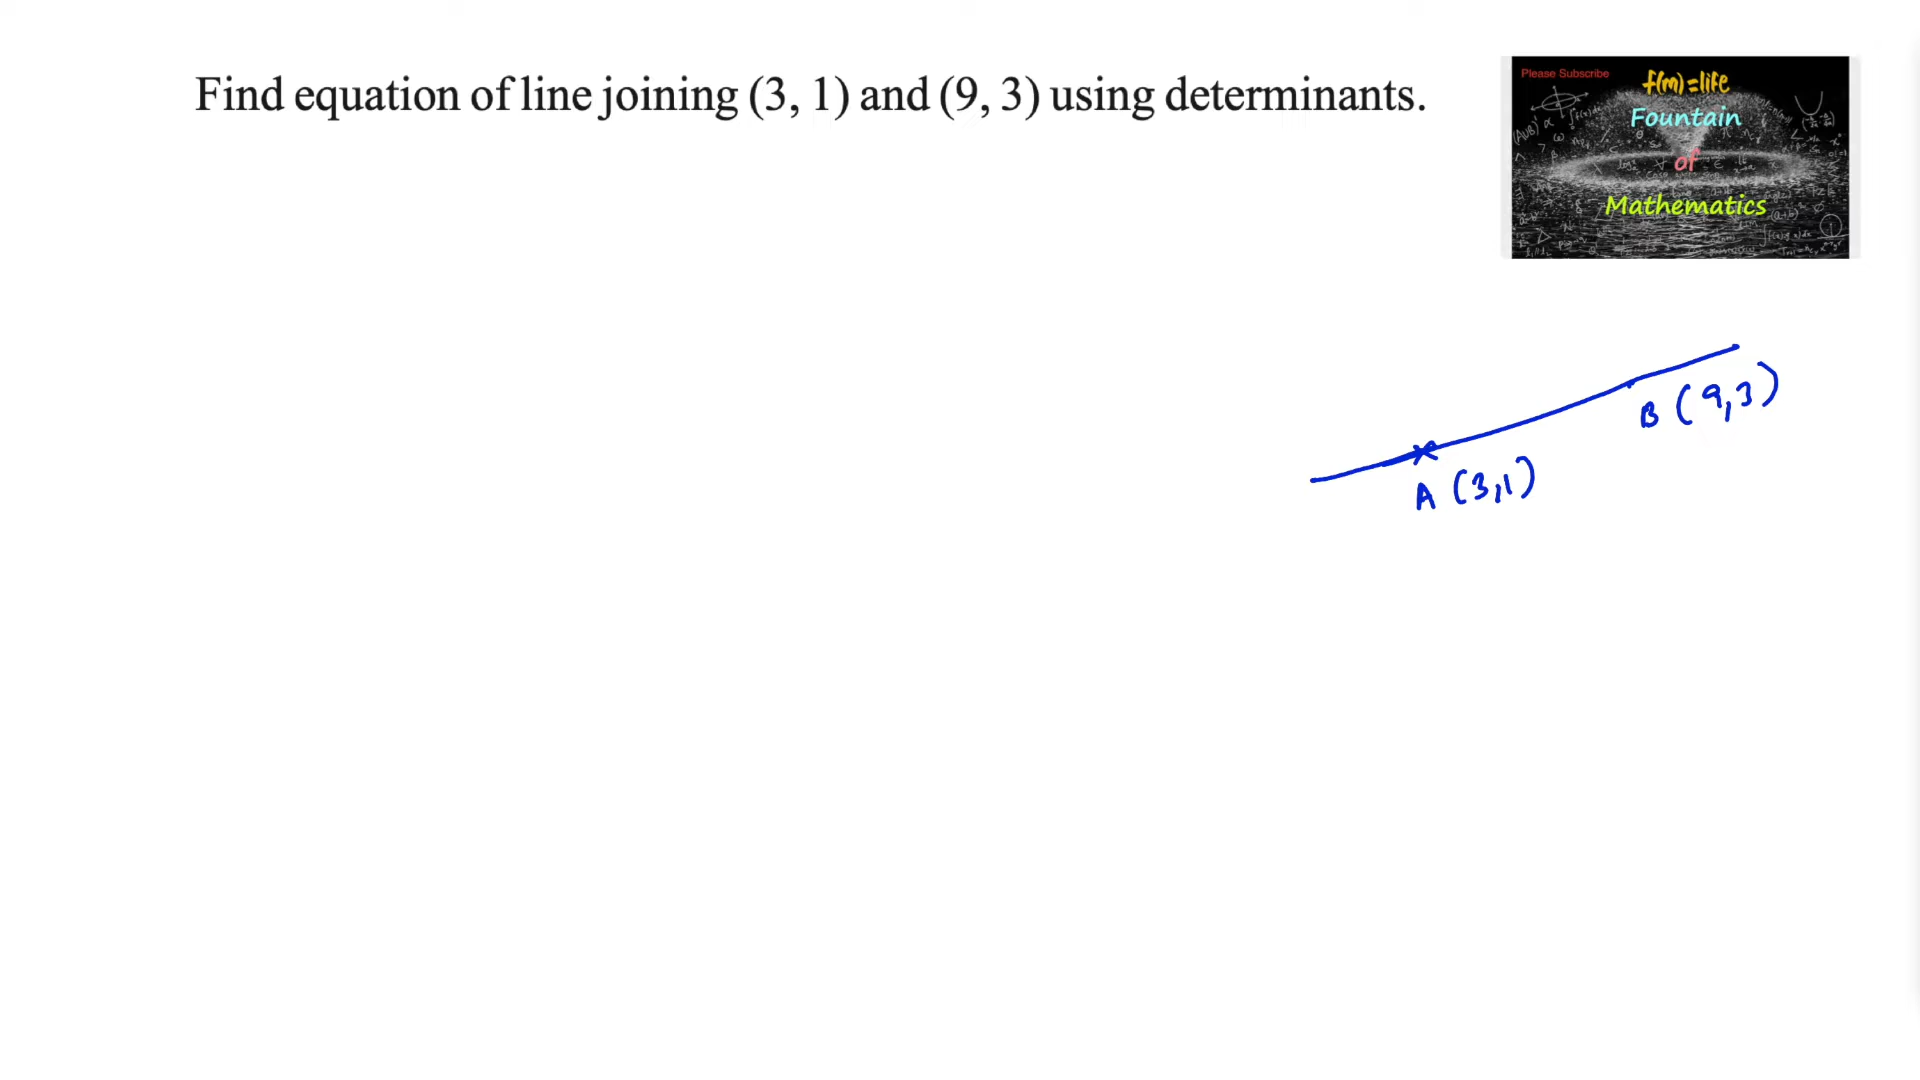 Find equation of line joining (3, 1) and (9, 3) using determinants.
Please Subscribe
f(m)=life
Fountain
of
Mathematics
B (9,3)
A (3,1)